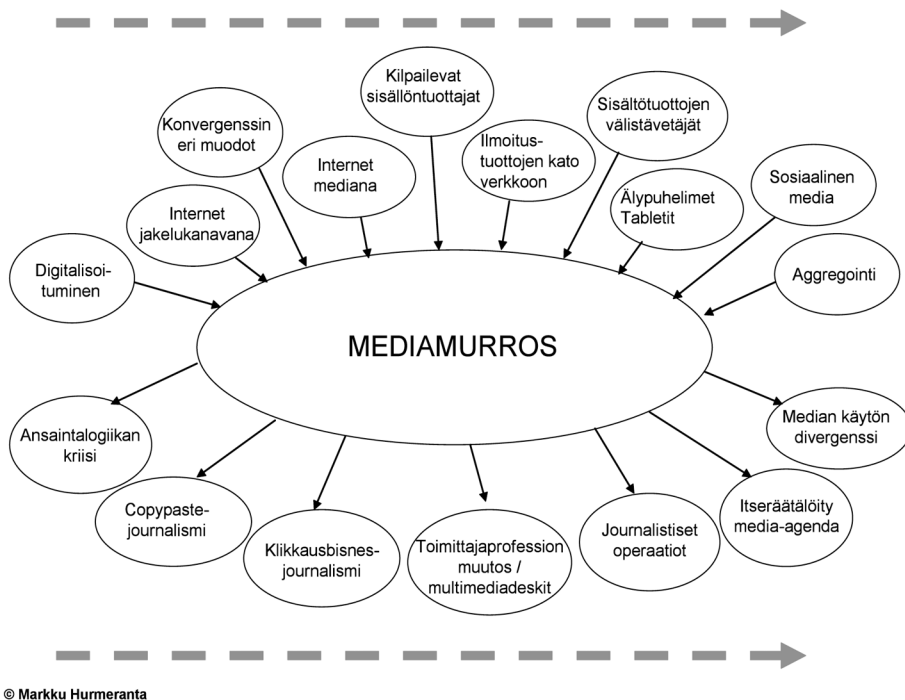 Kilpailevat
sisällöntuottajat
Sisältötuottojen
välistävetäjät
Konvergenssin
eri muodot
Ilmoitus-
tuottojen kato
verkkoon
Internet
mediana
Sosiaalinen
media
Älypuhelimet
Tabletit
Internet
jakelukanavana
Digitalisoi-
tuminen
Aggregointi
MEDIAMURROS
Ansaintalogiikan
kriisi
Median käytön
divergenssi
Copypaste-
journalismi
Itseräätälöity
media-agenda
Klikkausbisnes-
journalismi
Toimittajaprofession
muutos /
multimediadeskit
Journalistiset
operaatiot
© Markku Hurmeranta